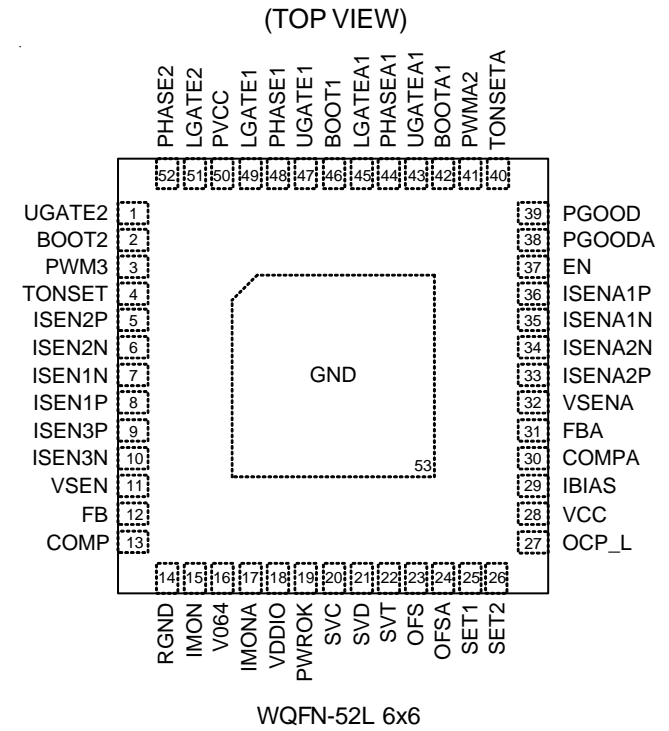 (TOP VIEW)
PHASE2
LGATE2
PVCC
LGATE1
PHASE1
UGATE1
BOOT1
LGATEA1
PHASEA1
UGATEA1
BOOTA1
PWMA2
TONSETA
52 51 50 49 48 47 46 45 44 43 42 41 40
UGATE2 1
BOOT2 2
PWM3 3
TONSET 4
ISEN2P 5
ISEN2N 6
ISEN1N 7
ISEN1P 8
ISEN3P 9
ISEN3N 10
VSEN 11
FB 12
COMP 13
GND
53
39 PGOOD
38 PGOODA
37 EN
36 ISENA1P
35 ISENA1N
34 ISENA2N
33 ISENA2P
32 VSENA
31 FBA
30 COMPA
29 IBIAS
28 VCC
27 OCP_L
14 15 16 17 18 19 20 21 22 23 24 25 26
RGND
IMON
V064
IMONA
VDDIO
PWROK
SVC
SVD
SVT
OFS
OFSA
SET1
SET2
WQFN-52L 6x6